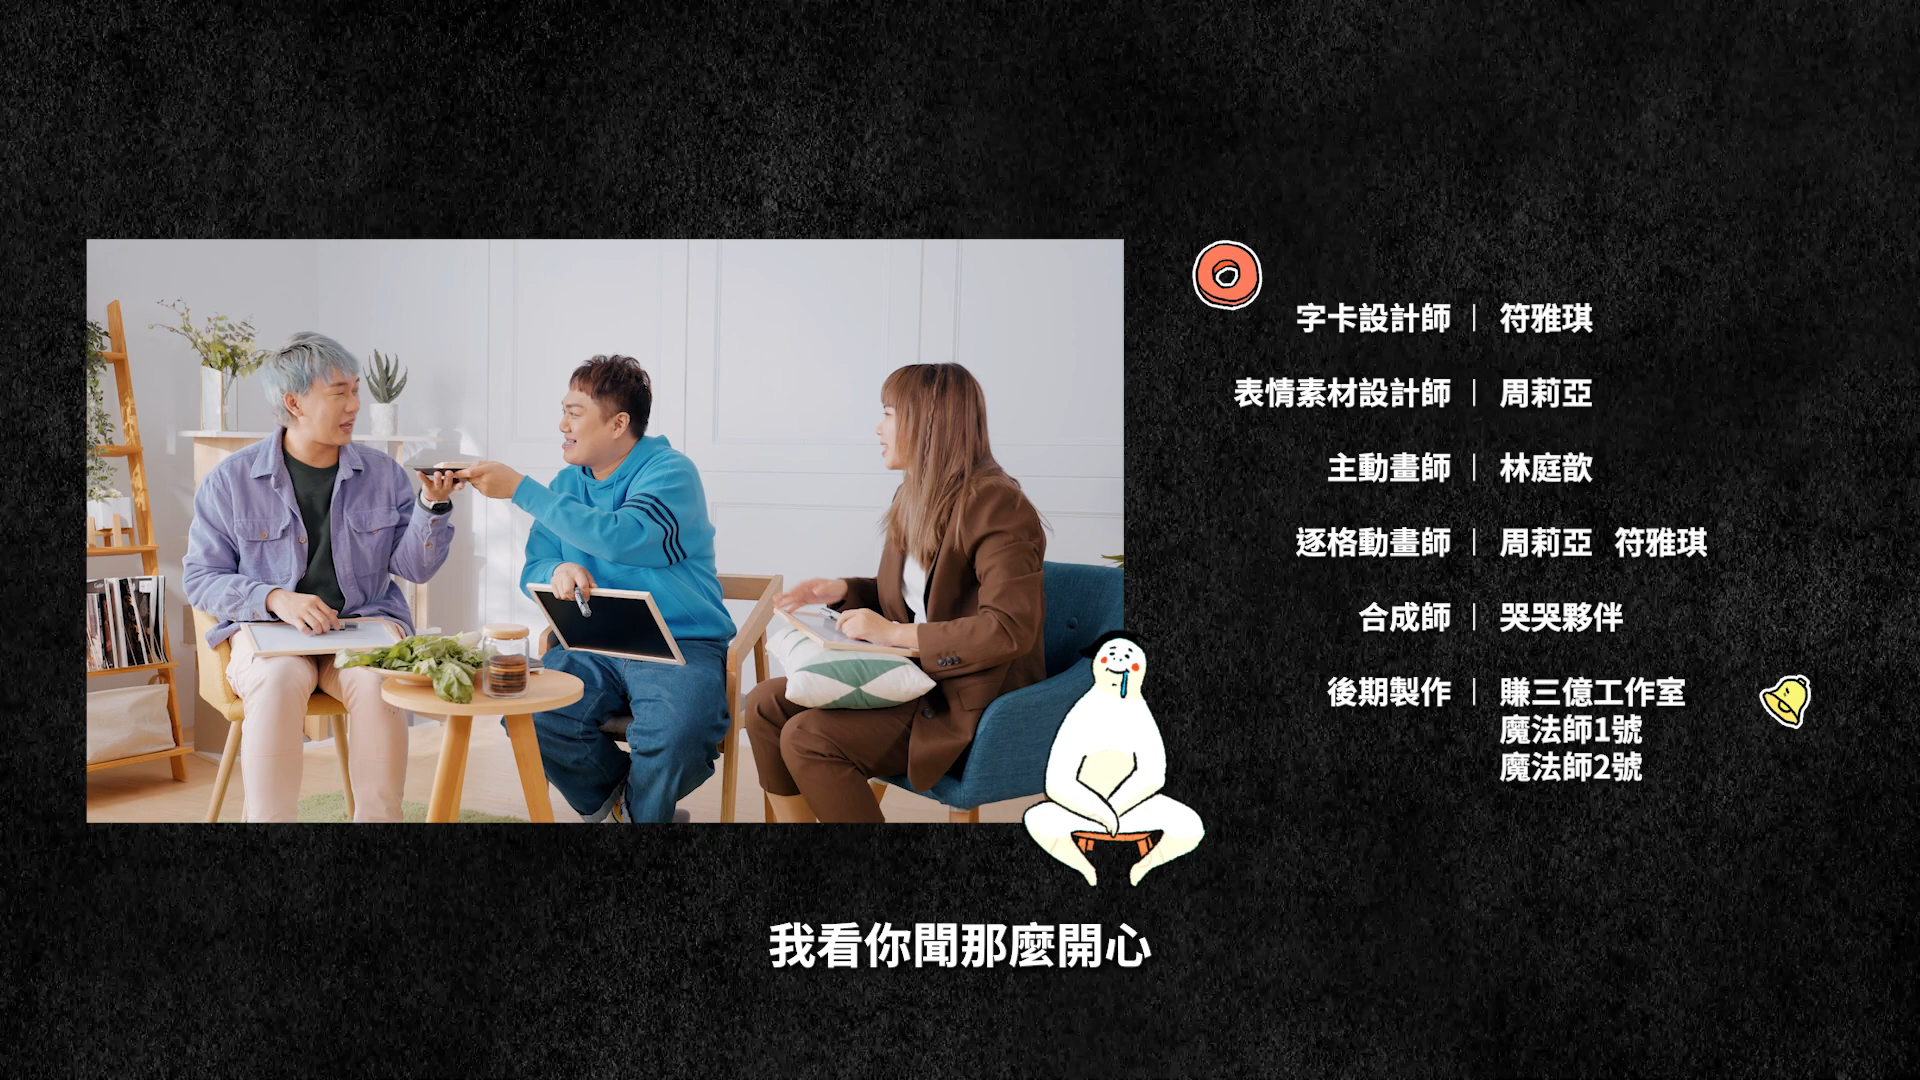 字卡設計師｜符雅琪
表情素材設計師｜周莉亞
主動畫師｜林庭歆
逐格動畫師｜周莉亞 符雅琪
合成師｜哭哭夥伴
後期製作｜賺三億工作室
魔法師1號
魔法師2號
我看你聞那麼開心